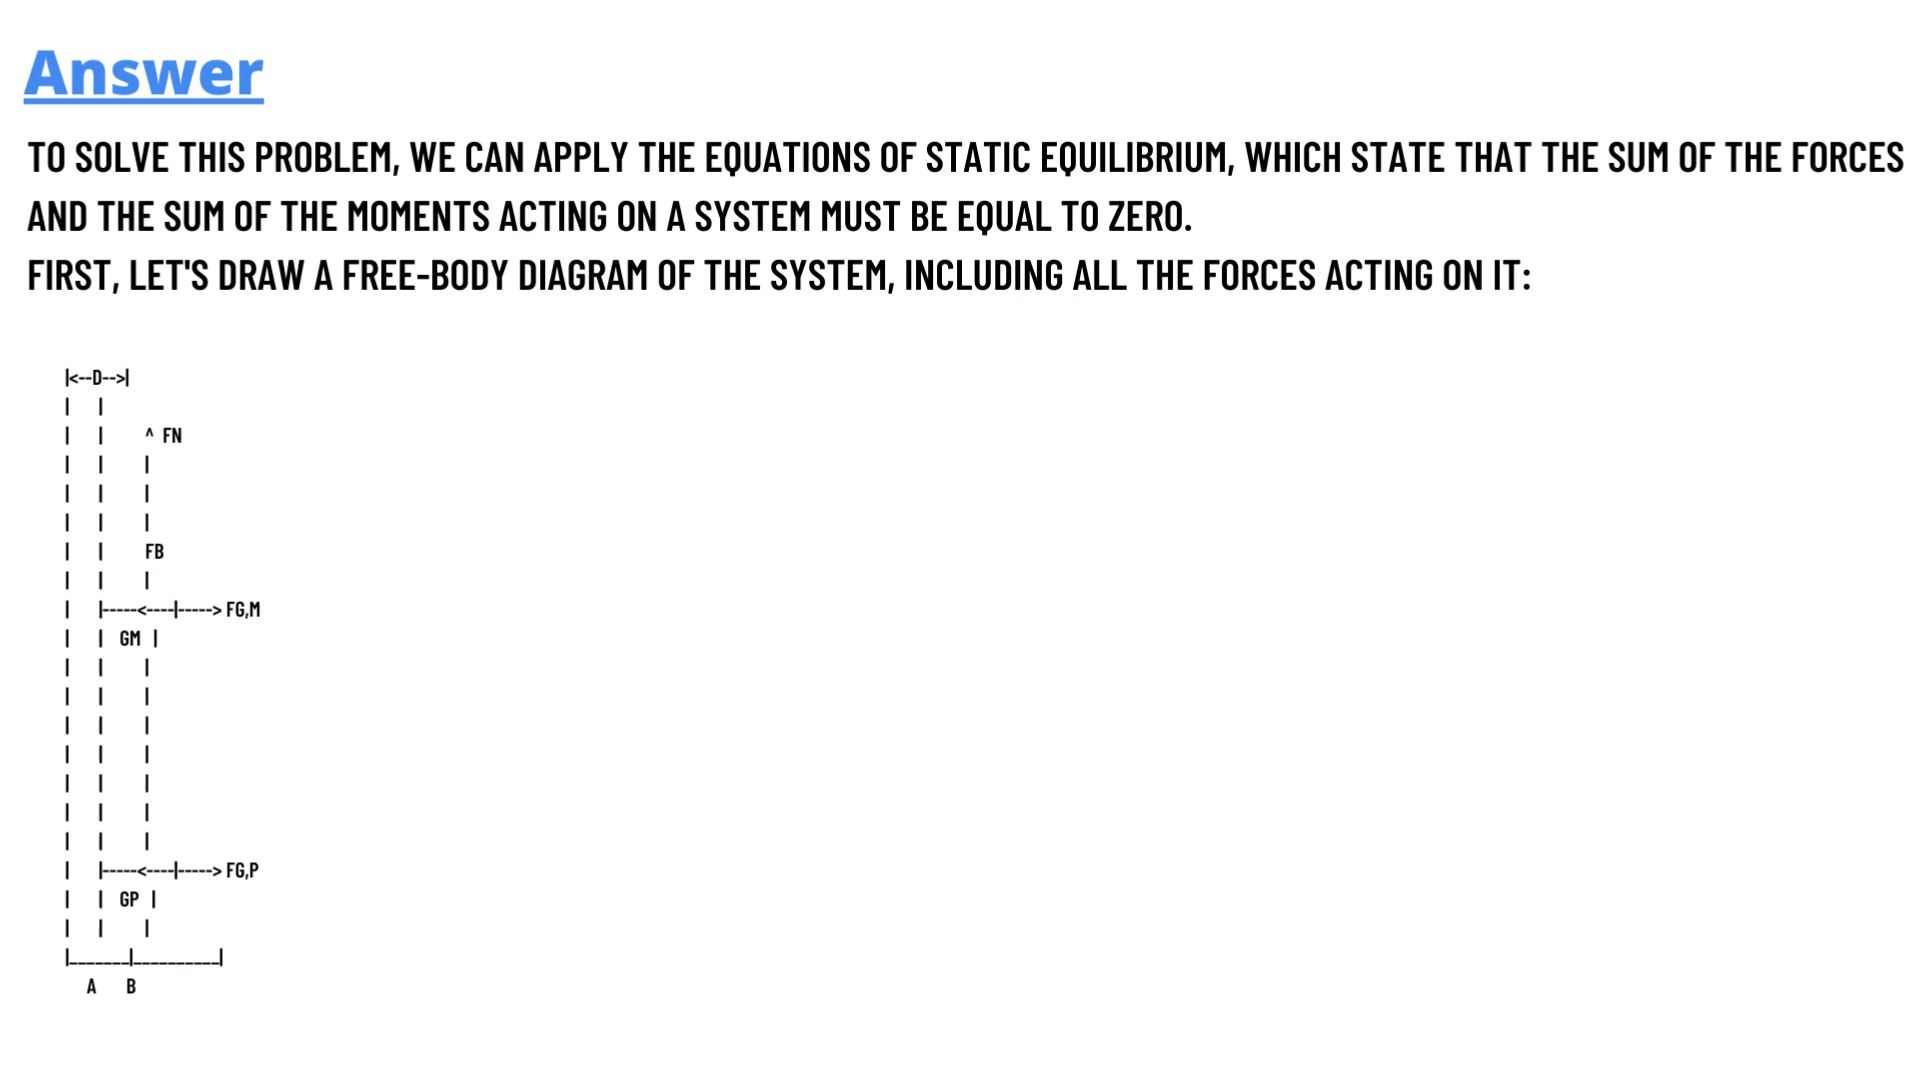 Answer
TO SOLVE THIS PROBLEM, WE CAN APPLY THE EQUATIONS OF STATIC EQUILIBRIUM, WHICH STATE THAT THE SUM OF THE FORCES
AND THE SUM OF THE MOMENTS ACTING ON A SYSTEM MUST BE EQUAL TO ZERO.
FIRST, LET'S DRAW A FREE-BODY DIAGRAM OF THE SYSTEM, INCLUDING ALL THE FORCES ACTING ON IT:
|<--D-->|
| |
| | ^ FN
| | |
| | |
| | |
| | FB
| | |
| |-----<----|-----> FG,M
| | GM |
| | |
| | |
| | |
| | |
| | |
| | |
| | |
| |-----<----|-----> FG,P
| | GP |
| | |
|_______|__________|
A B